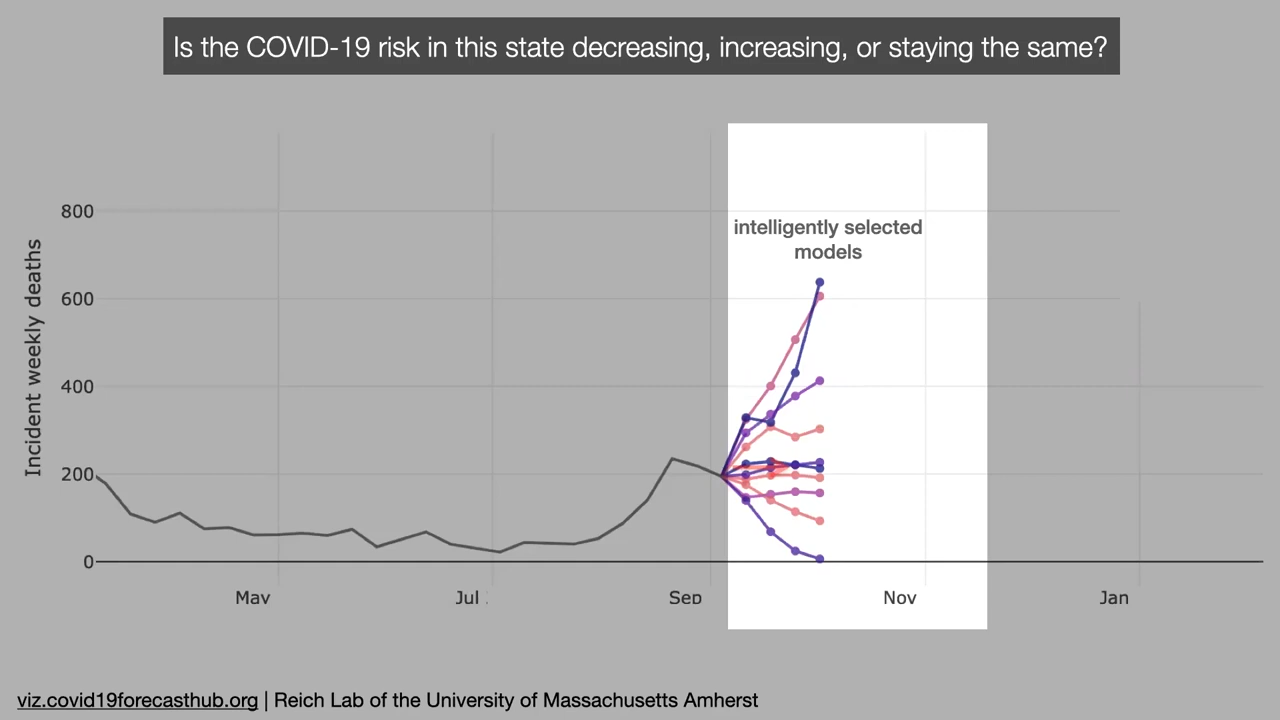 Is the COVID-19 risk in this state decreasing, increasing, or staying the same?
intelligently selected
models
Incident weekly deaths
800
600
400
200
0
May
Jul
Sep
Nov
Jan
viz.covid19forecasthub.org | Reich Lab of the University of Massachusetts Amherst